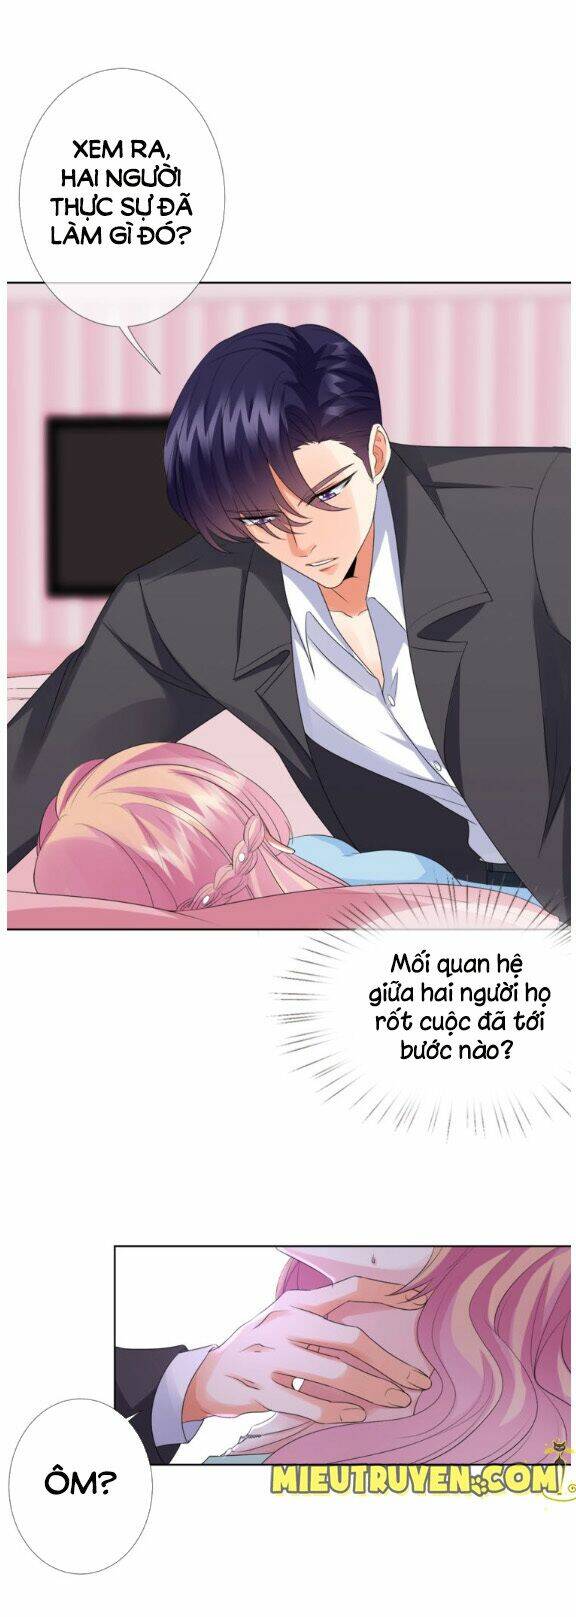 XEM RA,
HAI NGƯỜI
THỰC SỰ ĐÃ
LÀM GÌ ĐÓ?
Mối quan hệ
giữa hai người họ
rốt cuộc đã tới
bước nào?
ÔM?
MIEUTRUYEN.COM